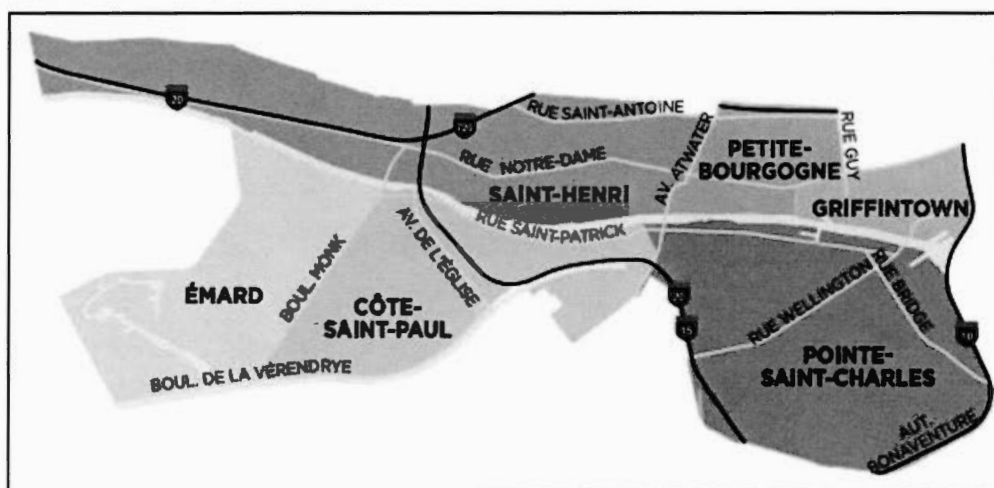 20
720
RUE SAINT-ANTOINE
RUE NOTRE-DAME
AV. ATWATER
PETITE-
BOURGOGNE
RUE GUY
SAINT-HENRI
RUE SAINT-PATRICK
GRIFFINTOWN
BOUL MONK
AV. DE L'ÉGLISE
ÉMARD
CÔTE-
SAINT-PAUL
BOUL. DE LA VÉRENDRYE
RUE WELLINGTON
RUE BRIDGE
15
10
POINTE-
SAINT-CHARLES
AUT.
BONAVENTURE